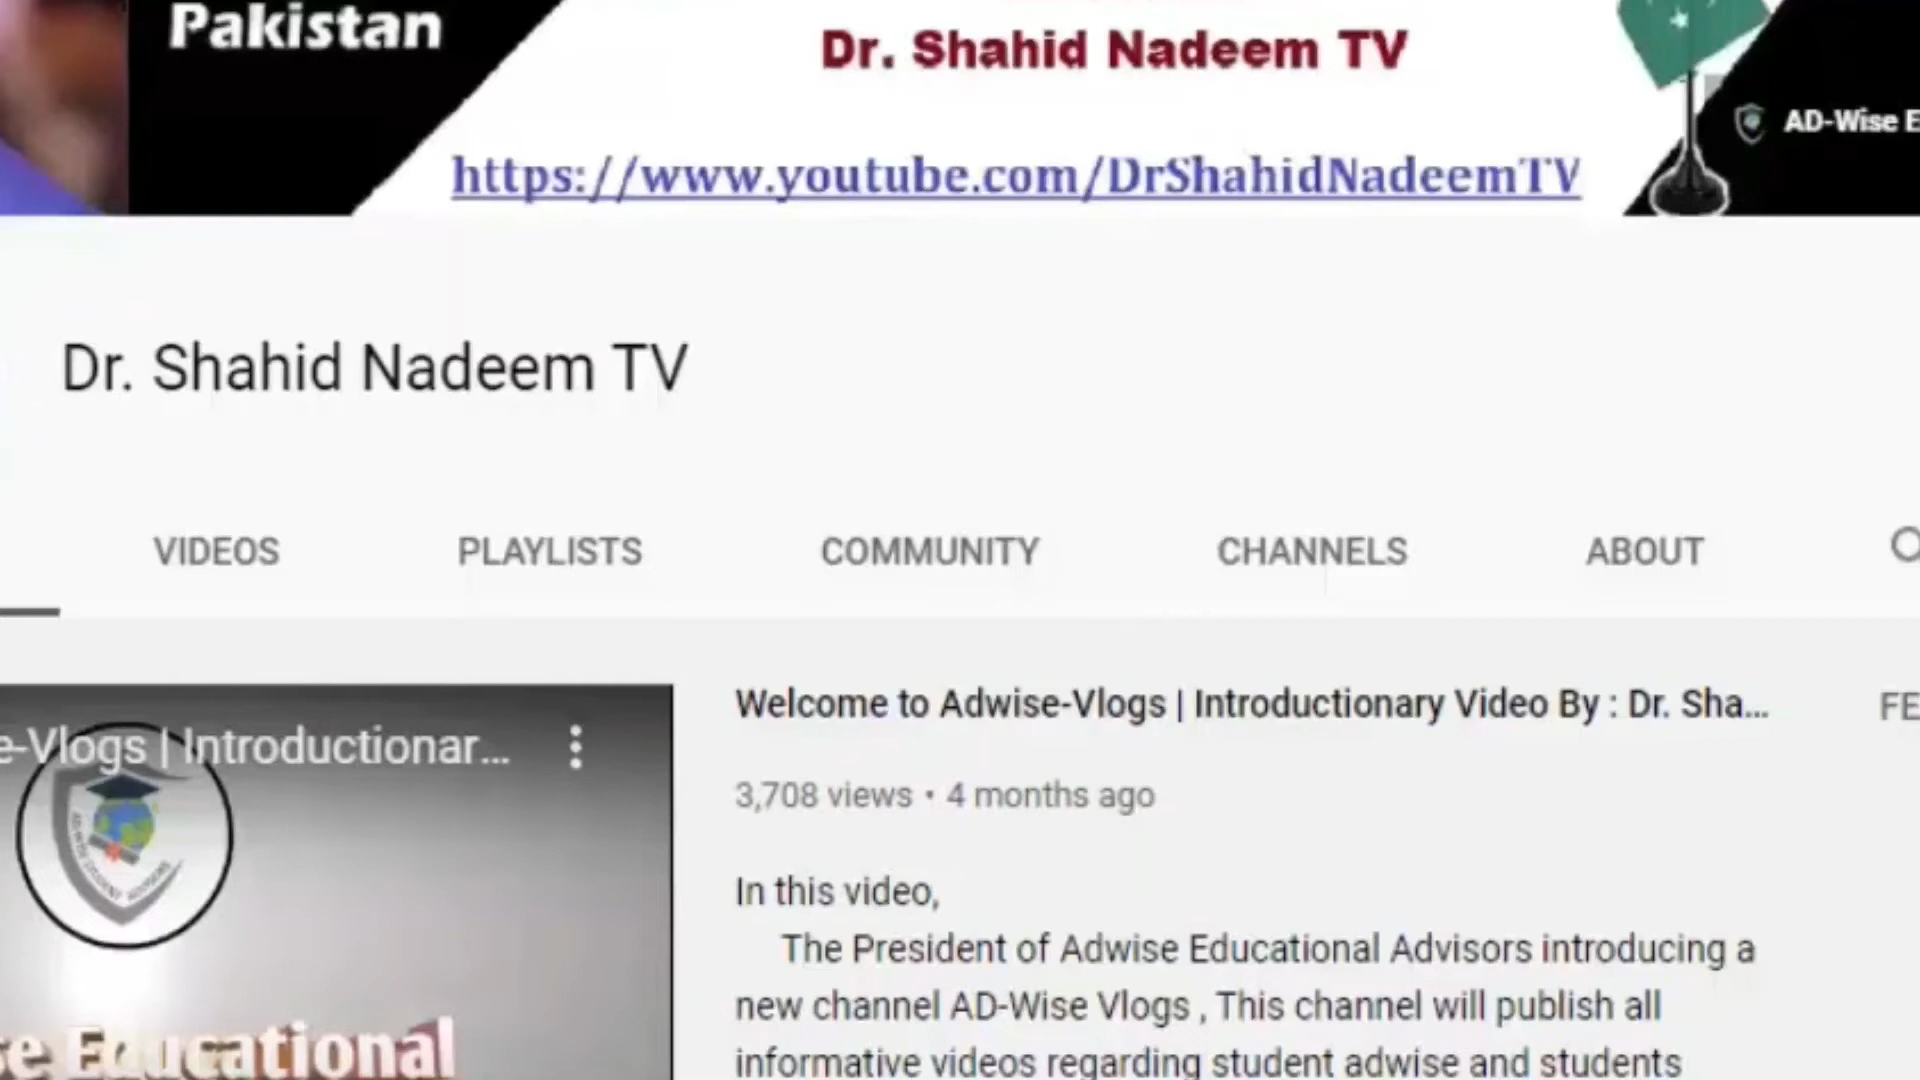 Pakistan
Dr. Shahid Nadeem TV
AD-Wise E
https://www.youtube.com/DrShahidNadeemTV
Dr. Shahid Nadeem TV
VIDEOS PLAYLISTS COMMUNITY CHANNELS ABOUT
e-Vlogs | Introductionar...
Welcome to Adwise-Vlogs | Introductionary Video By : Dr. Sha...
FE
3,708 views • 4 months ago
In this video,
The President of Adwise Educational Advisors introducing a
new channel AD-Wise Vlogs , This channel will publish all
informative videos regarding student adwise and students
se Educational